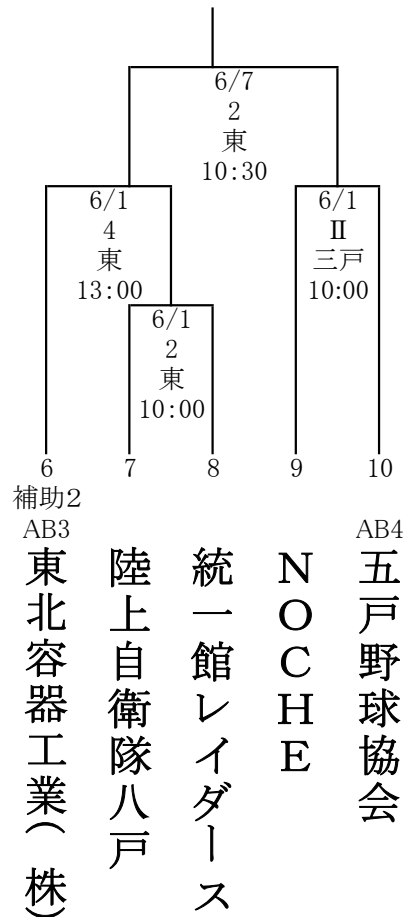 6/7
2
東
10:30
6/1
4
東
13:00
6/1
Ⅱ
三戸
10:00
6/1
2
東
10:00
6
7
8
9
10
補助2
AB3
AB4
東北容器工業(株)
陸上自衛隊八戸
統一館レイダース
NOCHE
五戸野球協会